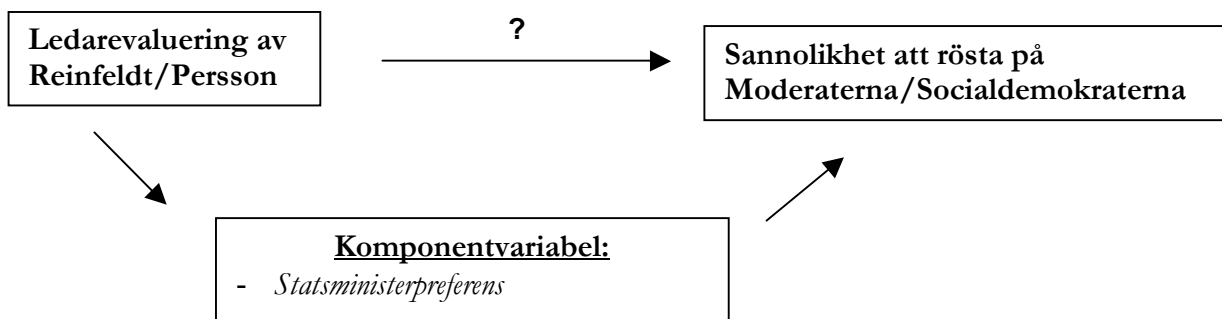 Ledarevaluering av
Reinfeldt/Persson
?
Sannolikhet att rösta på
Moderaterna/Socialdemokraterna
Komponentvariabel:
- Statsministerpreferens